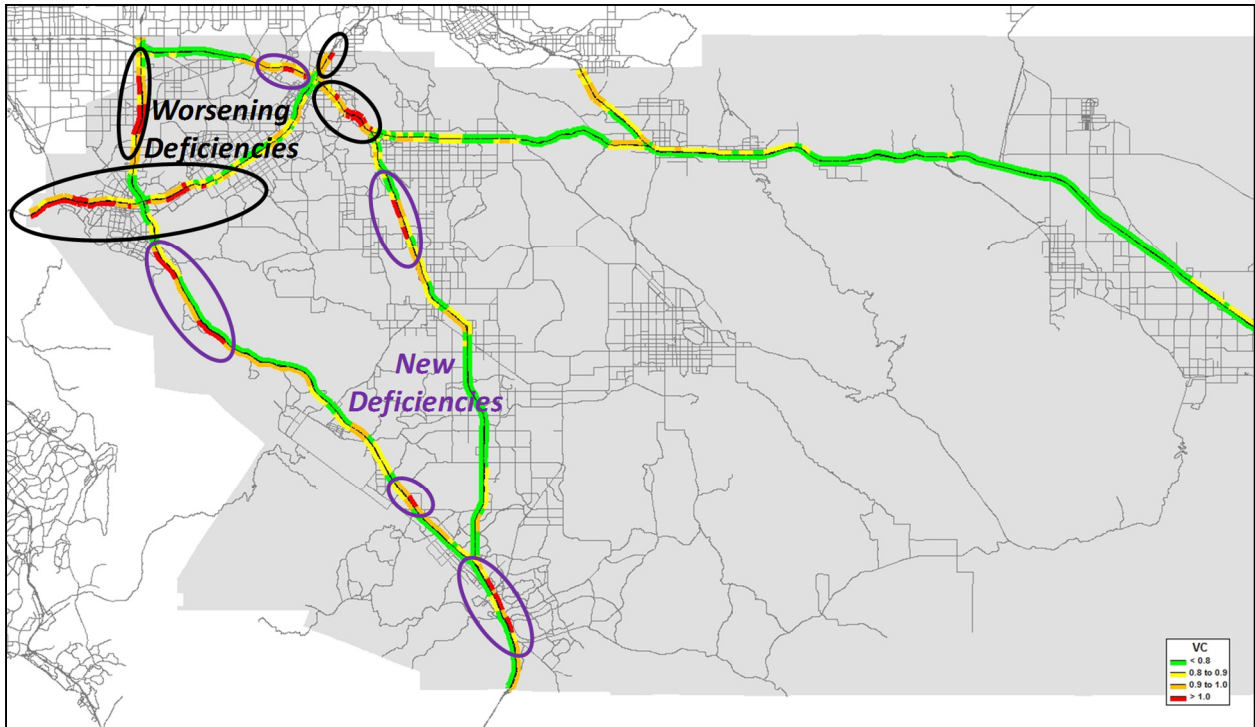 Worsening
Deficiencies
New
Deficiencies
VC
< 0.8
0.8 to 0.9
0.9 to 1.0
> 1.0